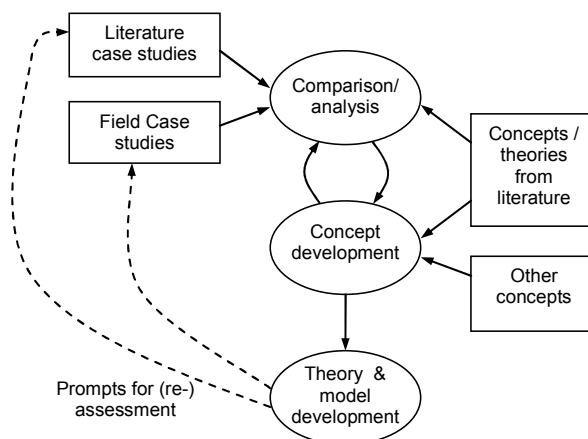 Literature
case studies
Field Case
studies
Comparison/
analysis
Concepts /
theories
from
literature
Concept
development
Other
concepts
Prompts for (re-)
assessment
Theory & 
model
development